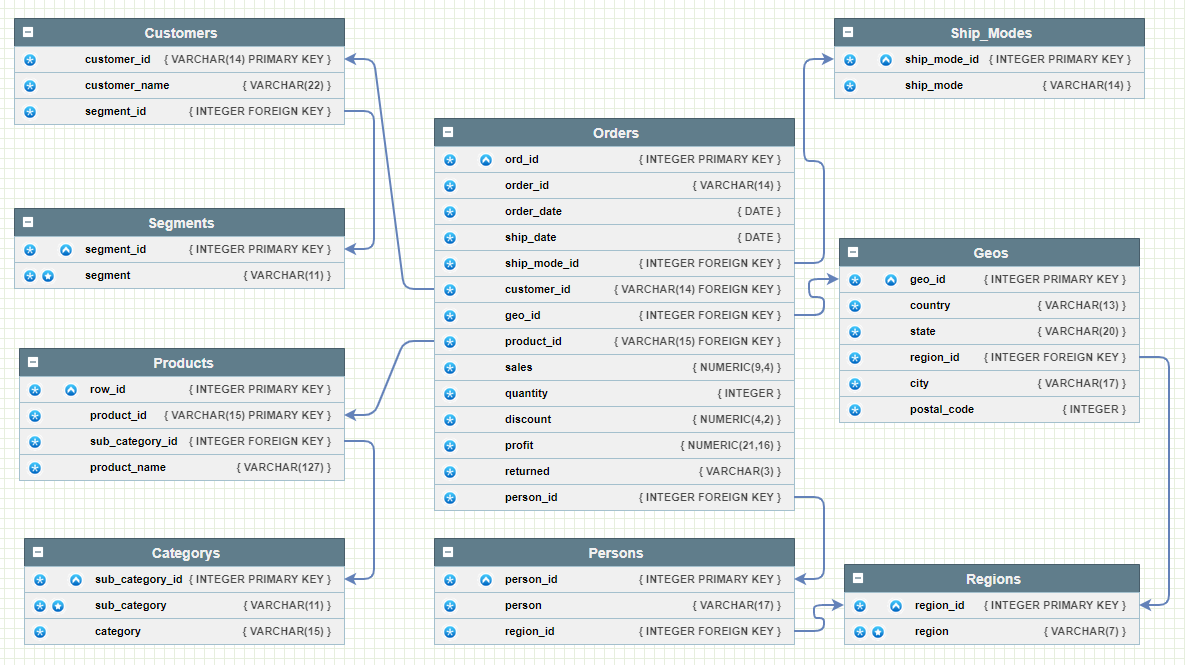 Customers
customer_id { VARCHAR(14) PRIMARY KEY }
customer_name { VARCHAR(22) }
segment_id { INTEGER FOREIGN KEY }
Segments
segment_id { INTEGER PRIMARY KEY }
segment { VARCHAR(11) }
Products
row_id { INTEGER PRIMARY KEY }
product_id { VARCHAR(15) PRIMARY KEY }
sub_category_id { INTEGER FOREIGN KEY }
product_name { VARCHAR(127) }
Categorys
sub_category_id { INTEGER PRIMARY KEY }
sub_category { VARCHAR(11) }
category { VARCHAR(15) }
Orders
ord_id { INTEGER PRIMARY KEY }
order_id { VARCHAR(14) }
order_date { DATE }
ship_date { DATE }
ship_mode_id { INTEGER FOREIGN KEY }
customer_id { VARCHAR(14) FOREIGN KEY }
geo_id { INTEGER FOREIGN KEY }
product_id { VARCHAR(15) FOREIGN KEY }
sales { NUMERIC(9,4) }
quantity { INTEGER }
discount { NUMERIC(4,2) }
profit { NUMERIC(21,16) }
returned { VARCHAR(3) }
person_id { INTEGER FOREIGN KEY }
Persons
person_id { INTEGER PRIMARY KEY }
person { VARCHAR(17) }
region_id { INTEGER FOREIGN KEY }
Ship_Modes
ship_mode_id { INTEGER PRIMARY KEY }
ship_mode { VARCHAR(14) }
Geos
geo_id { INTEGER PRIMARY KEY }
country { VARCHAR(13) }
state { VARCHAR(20) }
region_id { INTEGER FOREIGN KEY }
city { VARCHAR(17) }
postal_code { INTEGER }
Regions
region_id { INTEGER PRIMARY KEY }
region { VARCHAR(7) }